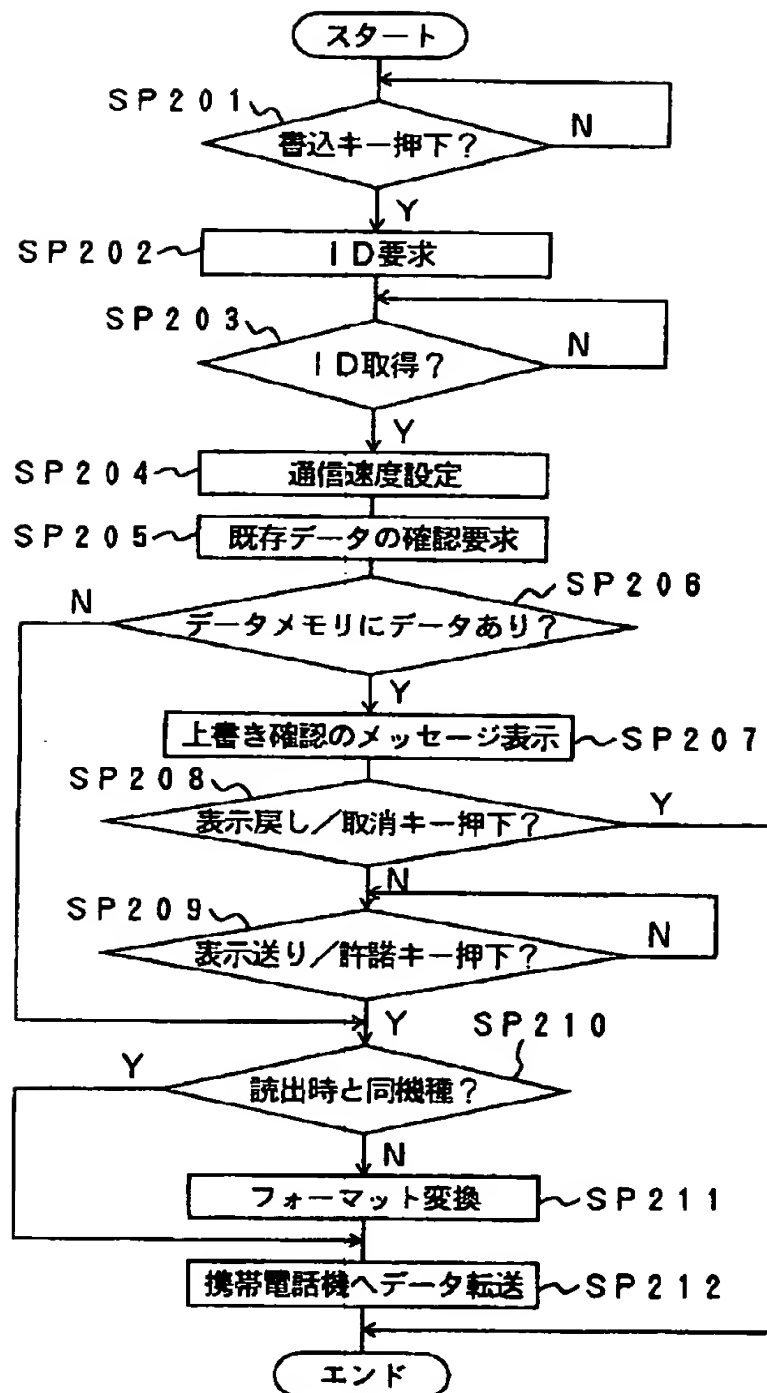 スタート
SP201
書込キー押下?
N
Y
SP202
ID要求
SP203
ID取得?
N
Y
SP204
通信速度設定
SP205
既存データの確認要求
SP206
N
データメモリにデータあり?
Y
上書き確認のメッセージ表示
SP207
SP208
表示戻し/取消キー押下?
Y
N
SP209
表示送り/許諾キー押下?
N
Y
SP210
Y
読出時と同機種?
N
フォーマット変換
SP211
携帯電話機へデータ転送
SP212
エンド